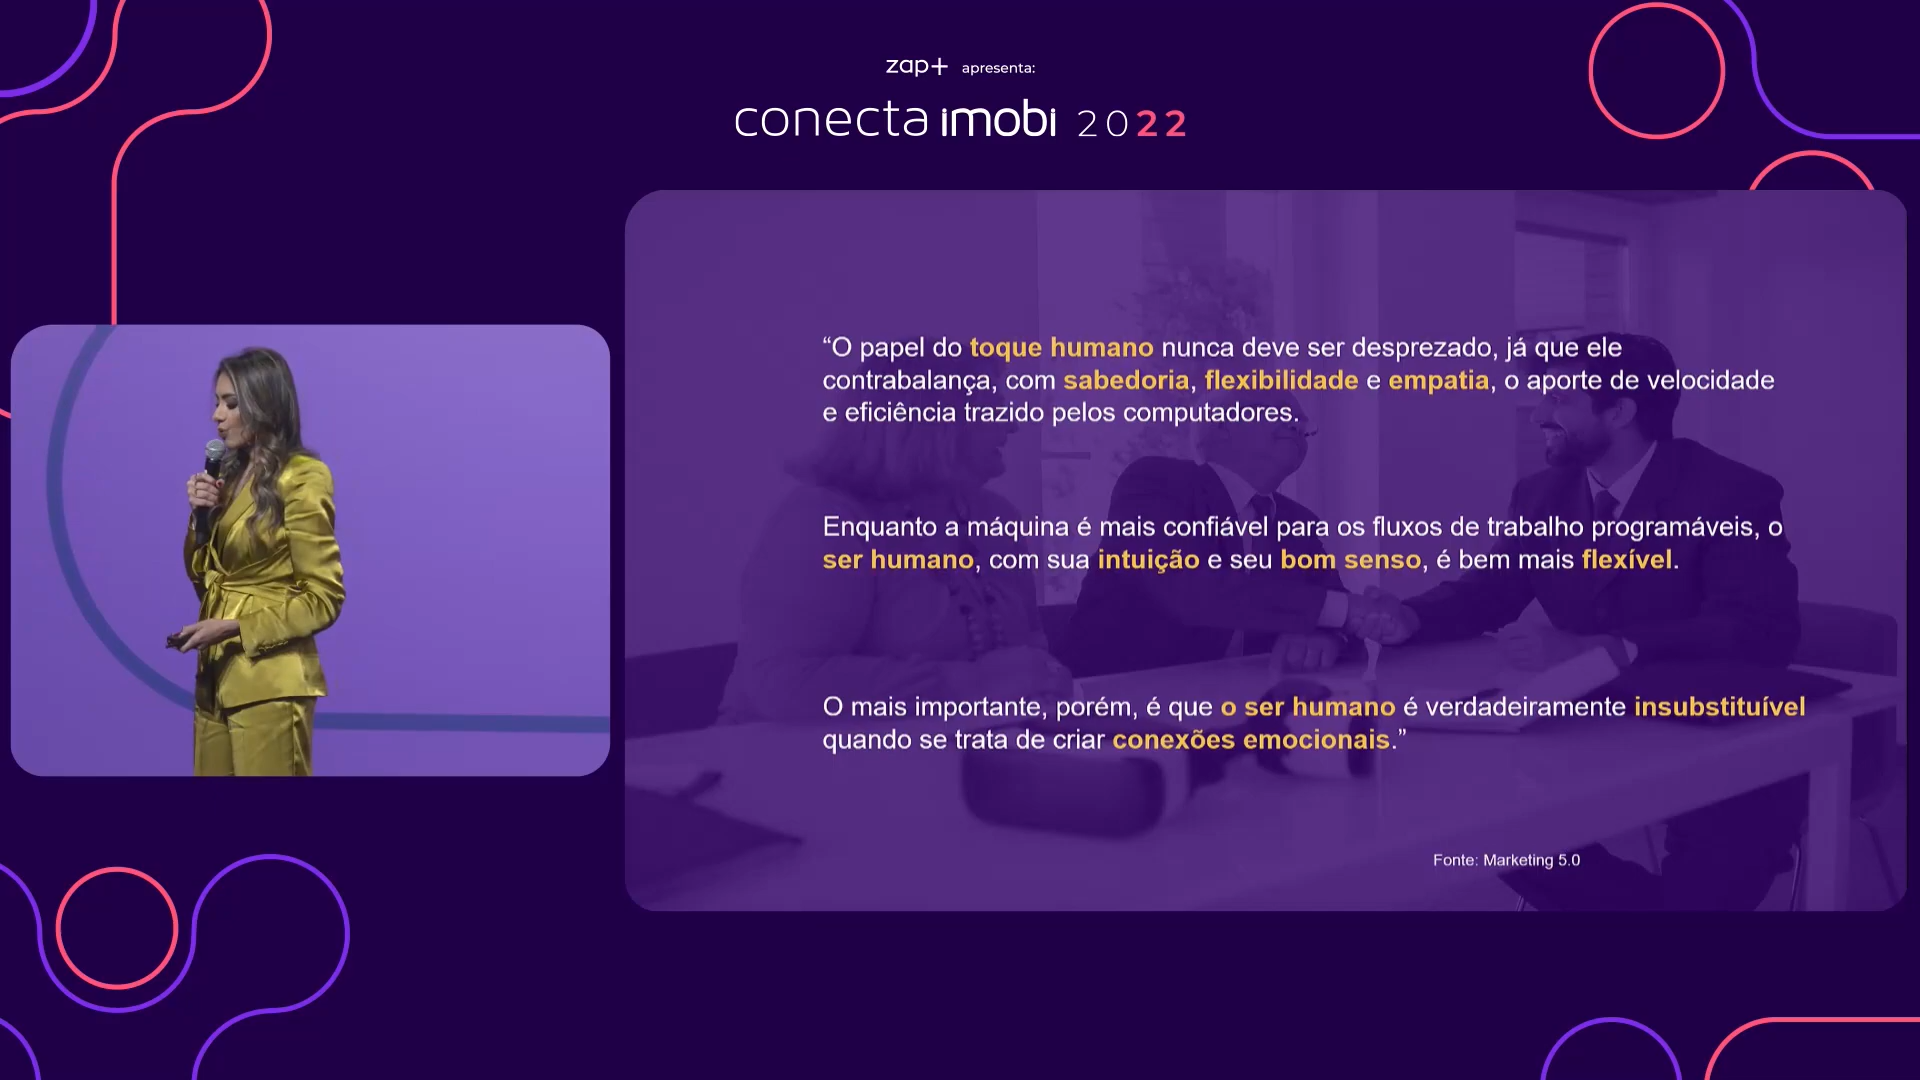 zap+ apresenta:
conecta imobi 2022
“O papel do toque humano nunca deve ser desprezado, já que ele
contrabalança, com sabedoria, flexibilidade e empatia, o aporte de velocidade
e eficiência trazido pelos computadores.
Enquanto a máquina é mais confiável para os fluxos de trabalho programáveis, o
ser humano, com sua intuição e seu bom senso, é bem mais flexível.
O mais importante, porém, é que o ser humano é verdadeiramente insubstituível
quando se trata de criar conexões emocionais.”
Fonte: Marketing 5.0